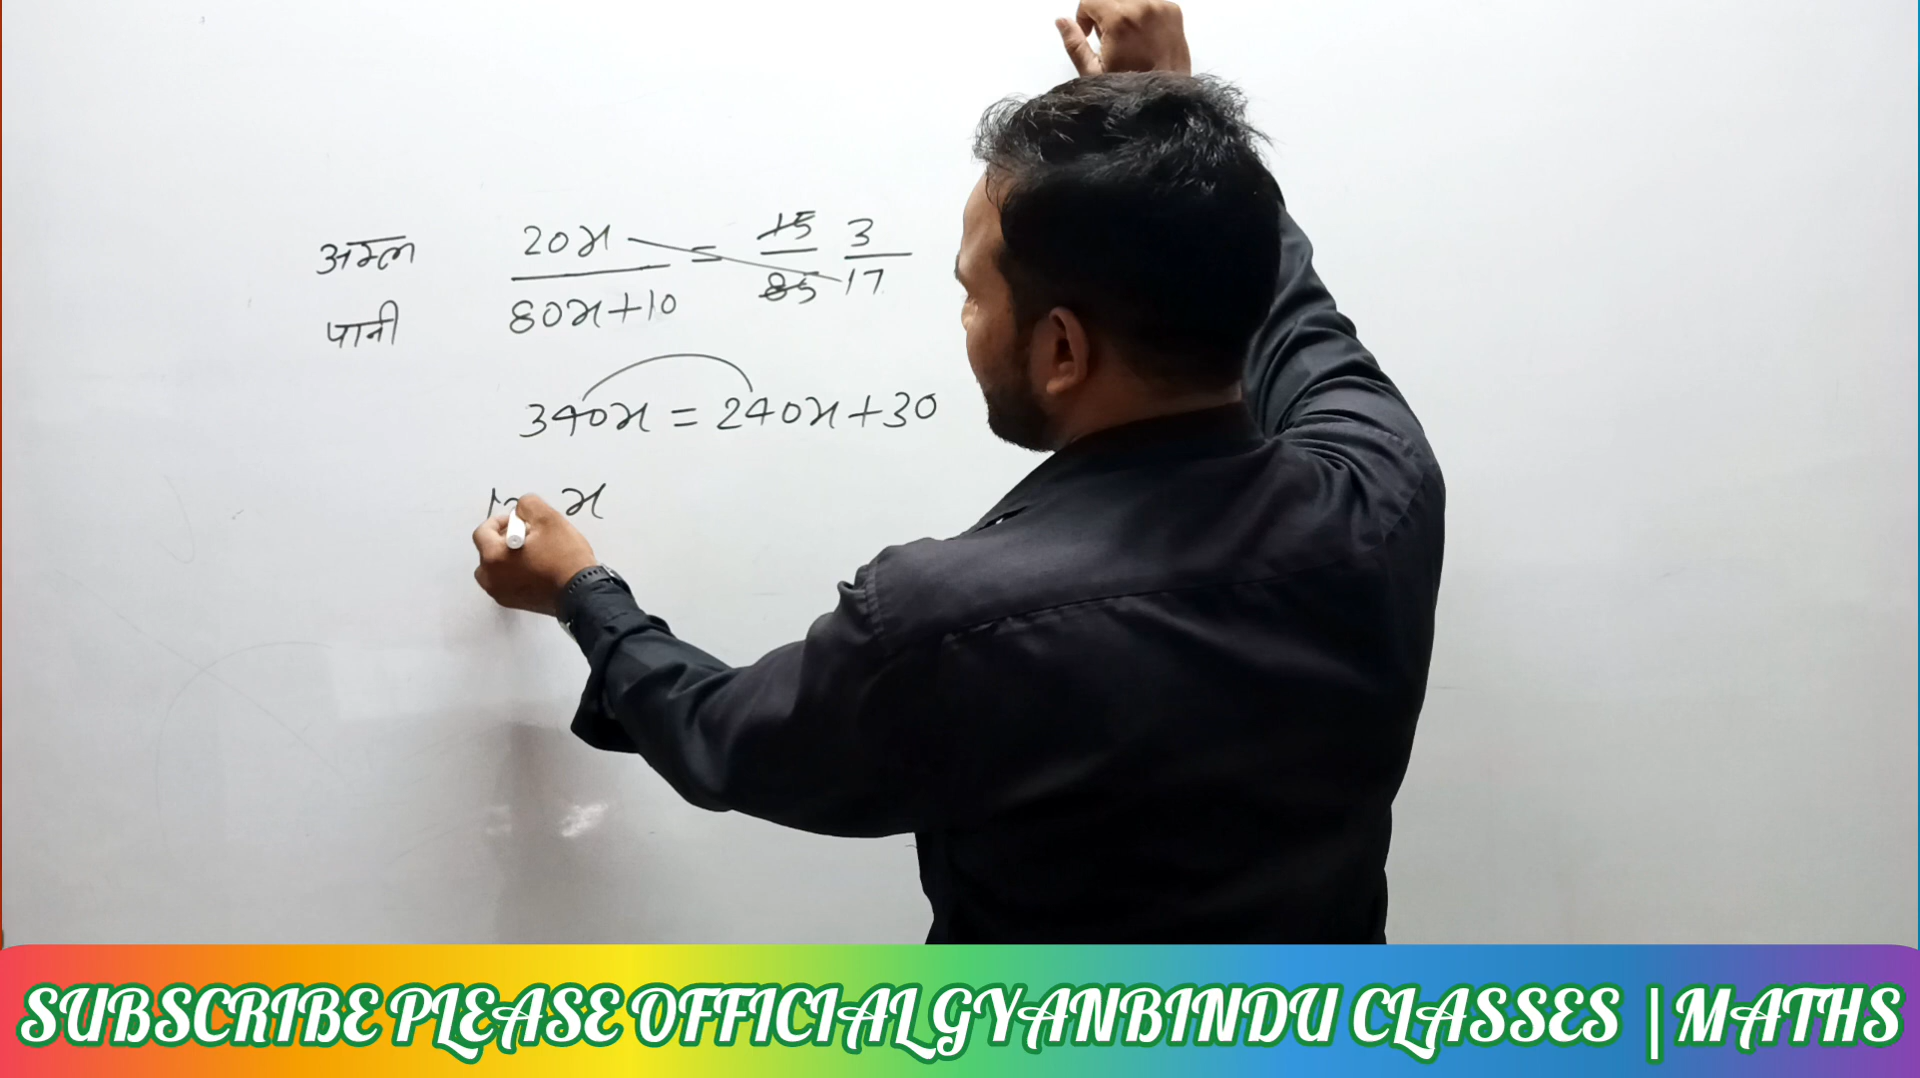 अम्ल 20x = 15 3
पानी 80x+10 85 17
340x = 240x+30
x
SUBSCRIBE PLEASE OFFICIAL GYANBINDU CLASSES | MATHS